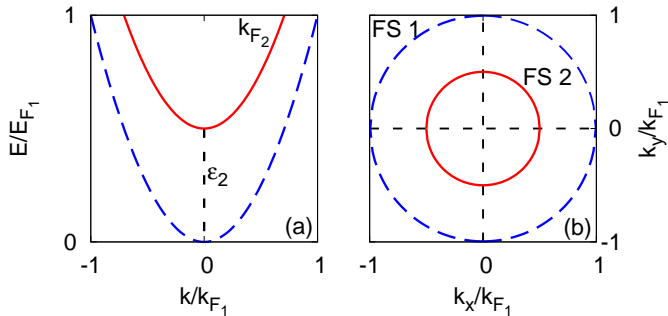 1
k_{F_2}
E/E_{F_1}
ε_2
(a)
0
-1 0 1
k/k_{F_1}
FS 1
1
FS 2
0
k_y/k_{F_1}
(b)
-1
-1 0 1
k_x/k_{F_1}